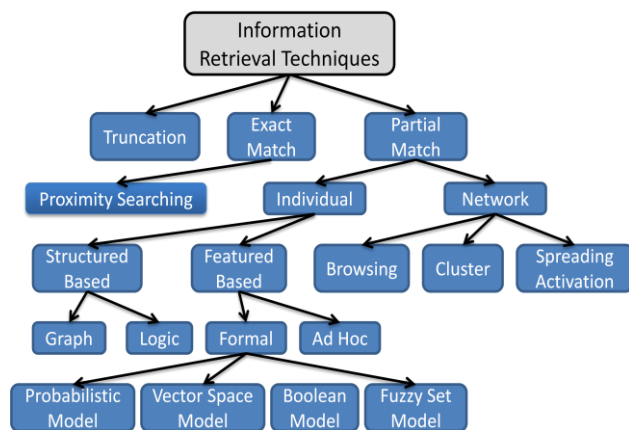 Information
Retrieval Techniques
Truncation
Exact
Match
Partial
Match
Proximity Searching
Individual
Network
Structured
Based
Featured
Based
Browsing
Cluster
Spreading
Activation
Graph
Logic
Formal
Ad Hoc
Probabilistic
Model
Vector Space
Model
Boolean
Model
Fuzzy Set
Model